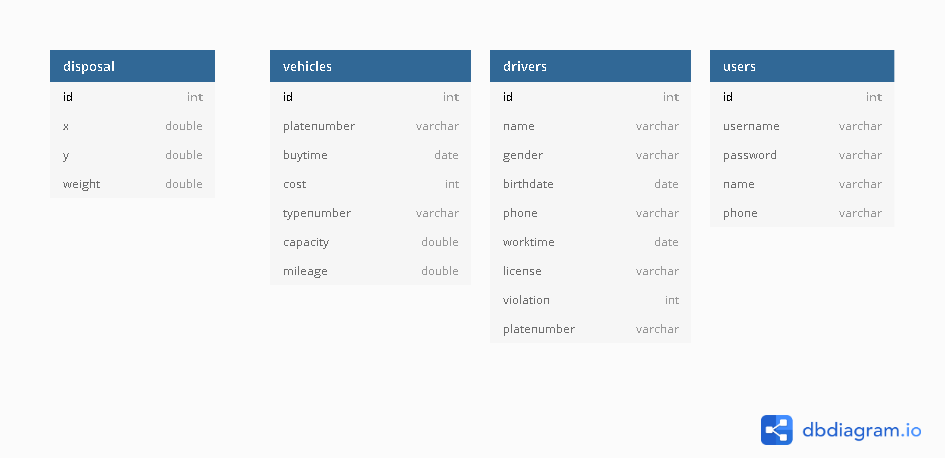 disposal
id int
x double
y double
weight double
vehicles
id int
platenumber varchar
buytime date
cost int
typenumber varchar
capacity double
mileage double
drivers
id int
name varchar
gender varchar
birthdate date
phone varchar
worktime date
license varchar
violation int
platenumber varchar
users
id int
username varchar
password varchar
name varchar
phone varchar
dbdiagram.io